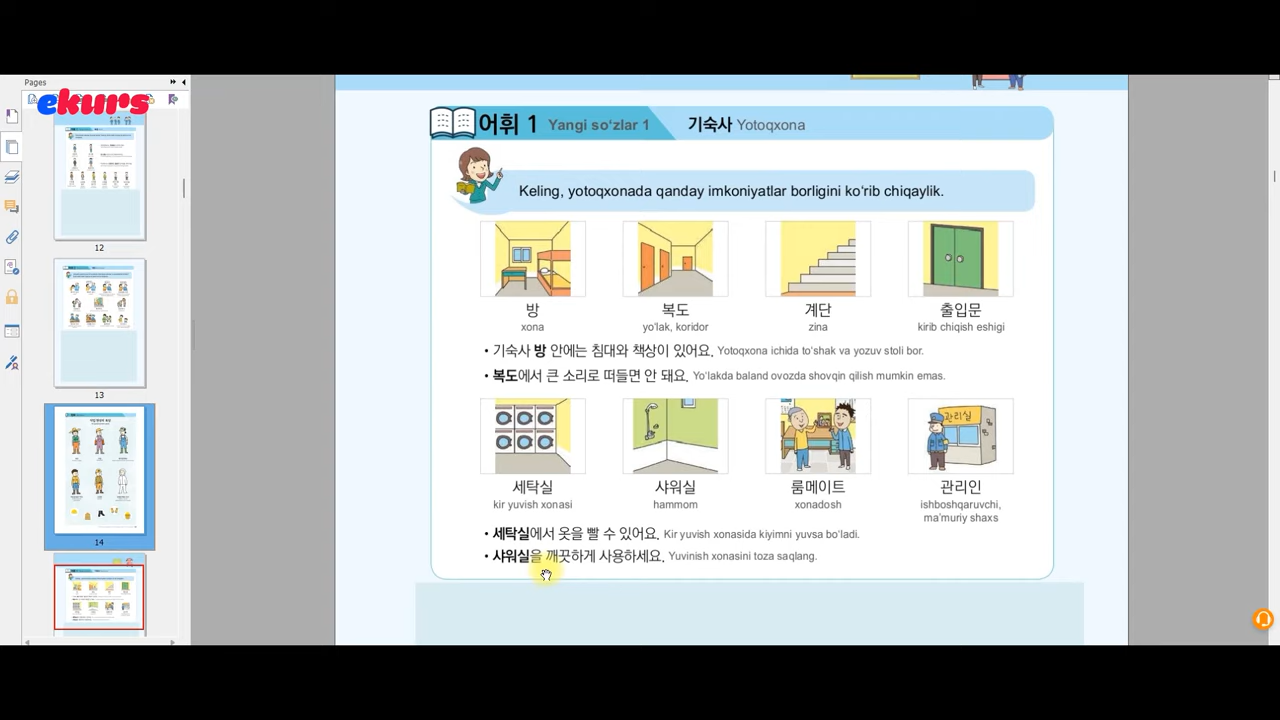 Pages
ekurs
12
13
14
어휘 1 Yangi so‘zlar 1 기숙사 Yotoqxona
Keling, yotoqxonada qanday imkoniyatlar borligini ko‘rib chiqaylik.
방 복도 계단 출입문
xona yo‘lak, koridor zina kirib chiqish eshigi
• 기숙사 방 안에는 침대와 책상이 있어요. Yotoqxona ichida to‘shak va yozuv stoli bor.
• 복도에서 큰 소리로 떠들면 안 돼요. Yo‘lakda baland ovozda shovqin qilish mumkin emas.
관리실
세탁실 샤워실 룸메이트 관리인
kir yuvish xonasi hammom xonadosh ishboshqaruvchi,
ma’muriy shaxs
• 세탁실에서 옷을 빨 수 있어요. Kir yuvish xonasida kiyimni yuvsa bo‘ladi.
• 샤워실을 깨끗하게 사용하세요. Yuvinish xonasini toza saqlang.